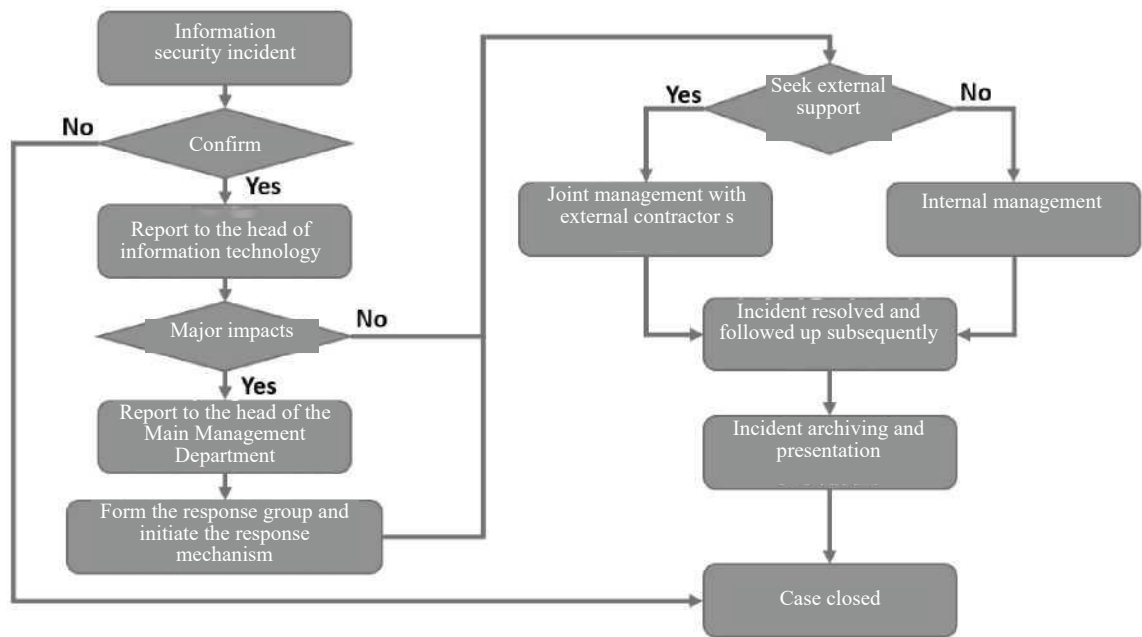 Information
security incident
No
Confirm
Yes
Report to the head of
information technology
Major impacts
No
Yes
Report to the head of the
Main Management
Department
Form the response group and
initiate the response
mechanism
Seek external
support
Yes
No
Joint management with
external contractor s
Internal management
Incident resolved and
followed up subsequently
Incident archiving and
presentation
Case closed